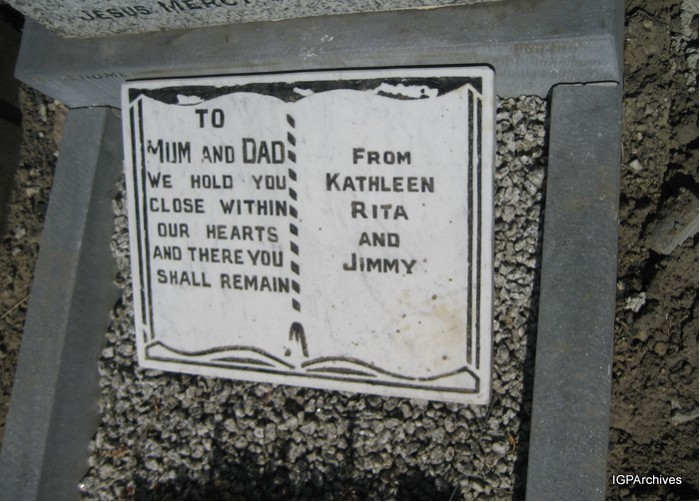 JESUS MERCY
TO
MUM AND DAD
WE HOLD YOU
CLOSE WITHIN
OUR HEARTS
AND THERE YOU
SHALL REMAIN
FROM
KATHLEEN
RITA
AND
JIMMY
IGPArchives